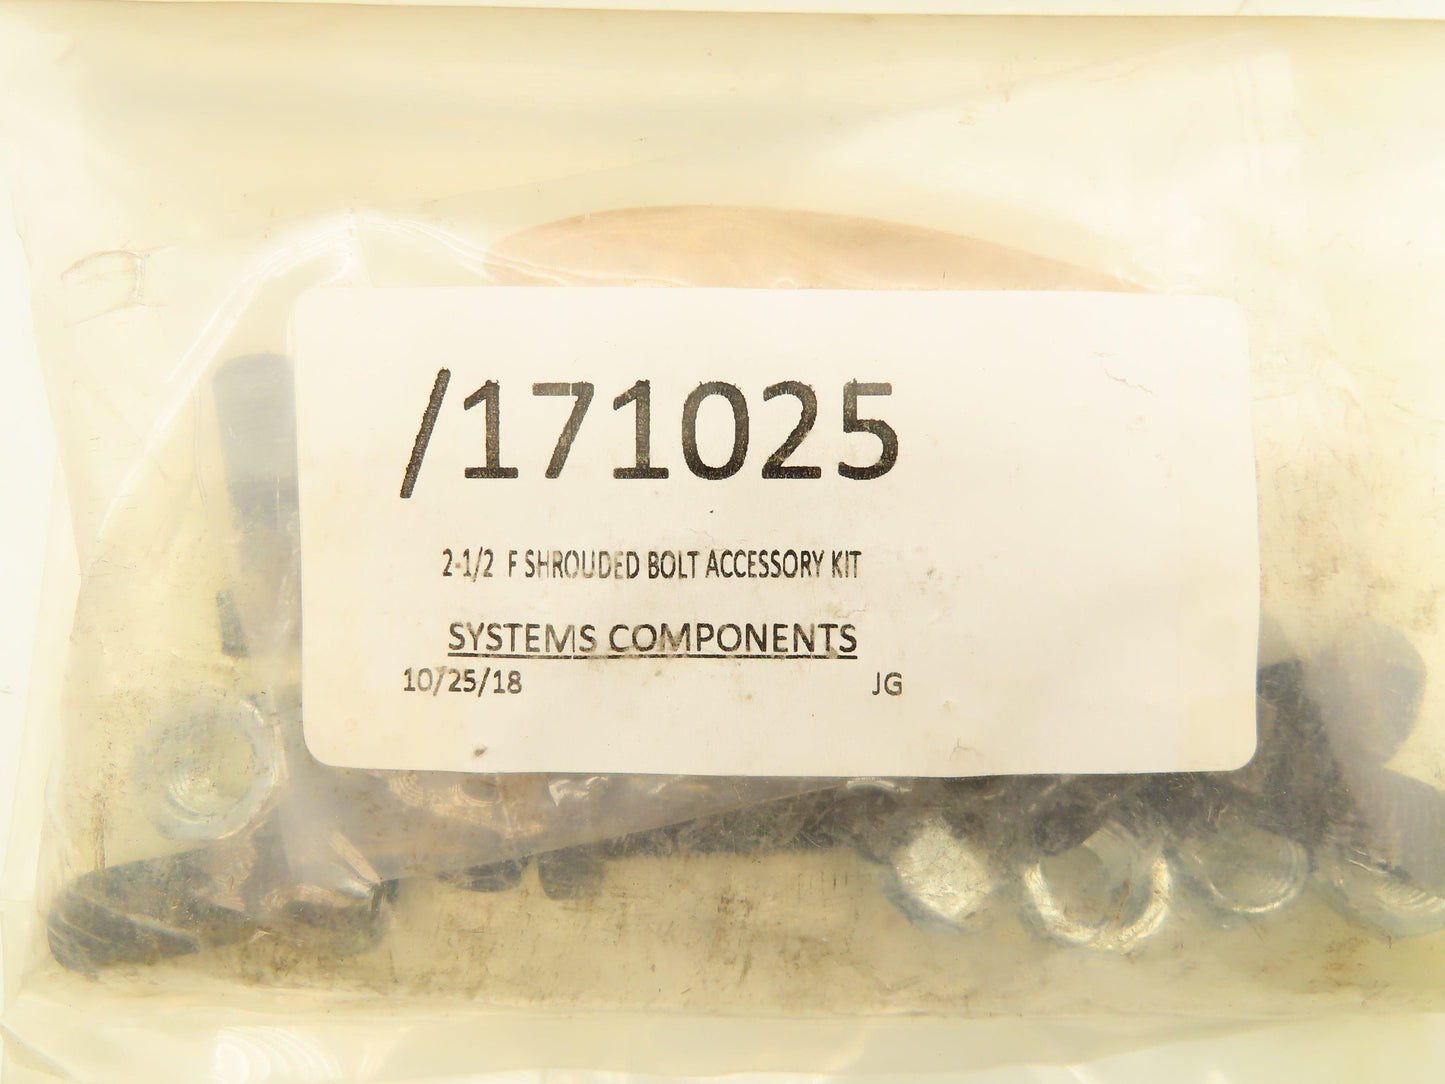 /171025
2-1/2 F SHROUDED BOLT ACCESSORY KIT
SYSTEMS COMPONENTS
10/25/18 JG